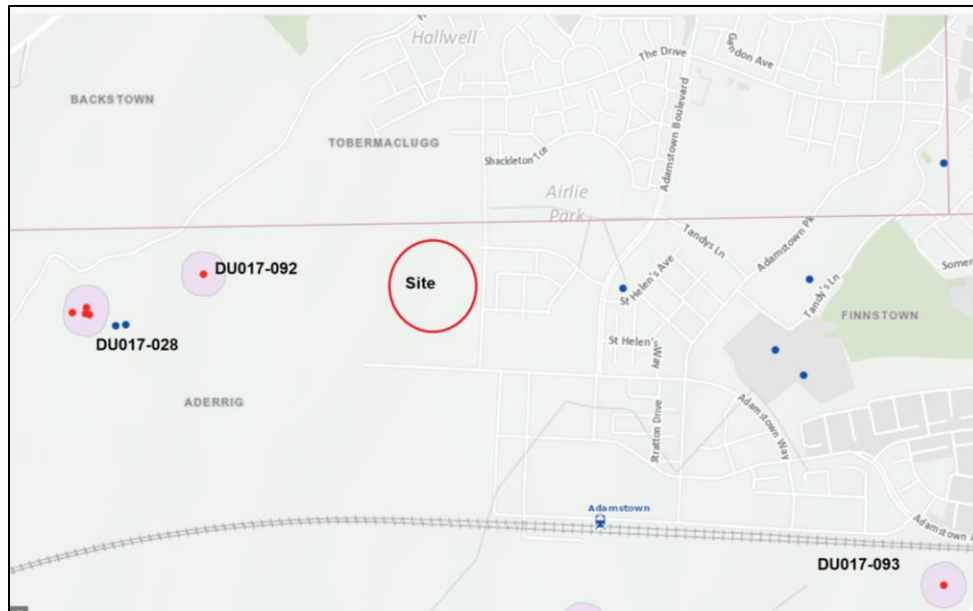 Hallwell
The Drive
Gandon Ave
BACKSTOWN
Adamstown Boulevard
TOBERMACLUGG
Shackleton Tce
Airlie
Park
Tandys Ln
Adamstown Pk
DU017-092
Site
St Helen's Ave
Tandy's Ln
Somer
FINNSTOWN
DU017-028
St Helen's
Way
ADERRIG
Stratton Drive
Adamstown Way
Adamstown
Adamstown A
DU017-093